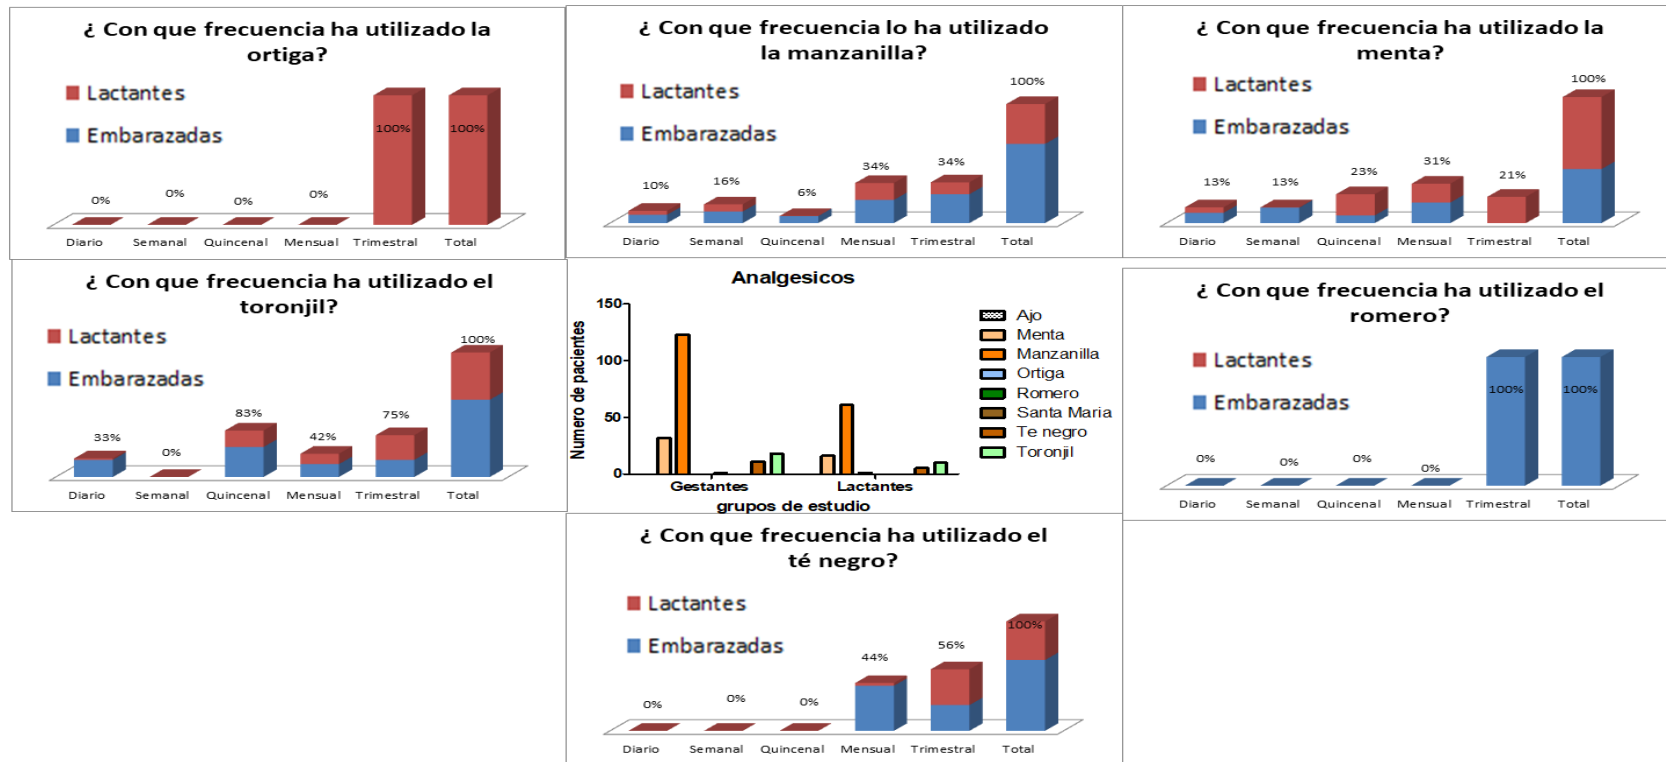 ¿ Con que frecuencia ha utilizado la
ortiga?
Lactantes
Embarazadas
0%
0%
0%
0%
100%
100%
Diario
Semanal
Quincenal
Mensual
Trimestral
Total
¿ Con que frecuencia lo ha utilizado
la manzanilla?
Lactantes
Embarazadas
10%
16%
6%
34%
34%
100%
Diario
Semanal
Quincenal
Mensual
Trimestral
Total
¿ Con que frecuencia ha utilizado la
menta?
Lactantes
Embarazadas
13%
13%
23%
31%
21%
100%
Diario
Semanal
Quincenal
Mensual
Trimestral
Total
¿ Con que frecuencia ha utilizado el
toronjil?
Lactantes
Embarazadas
33%
0%
83%
42%
75%
100%
Diario
Semanal
Quincenal
Mensual
Trimestral
Total
Analgesicos
Numero de pacientes
150
100
50
0
Gestantes
Lactantes
grupos de estudio
Ajo
Menta
Manzanilla
Ortiga
Romero
Santa Maria
Te negro
Toronjil
¿ Con que frecuencia ha utilizado el
romero?
Lactantes
Embarazadas
0%
0%
0%
0%
100%
100%
Diario
Semanal
Quincenal
Mensual
Trimestral
Total
¿ Con que frecuencia ha utilizado el
té negro?
Lactantes
Embarazadas
0%
0%
0%
44%
56%
100%
Diario
Semanal
Quincenal
Mensual
Trimestral
Total